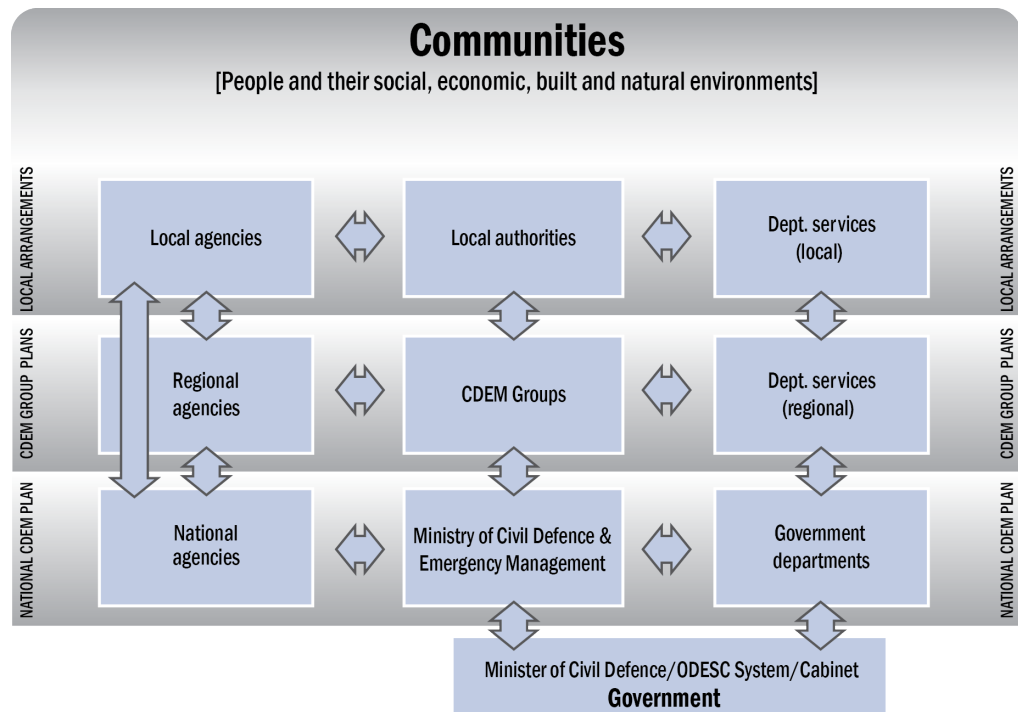 Communities
[People and their social, economic, built and natural environments]
LOCAL ARRANGEMENTS
Local agencies
Local authorities
Dept. services
(local)
LOCAL ARRANGEMENTS
CDEM GROUP PLANS
Regional
agencies
CDEM Groups
Dept. services
(regional)
CDEM GROUP PLANS
NATIONAL CDEM PLAN
National
agencies
Ministry of Civil Defence &
Emergency Management
Government
departments
NATIONAL CDEM PLAN
Minister of Civil Defence/ODESC System/Cabinet
Government